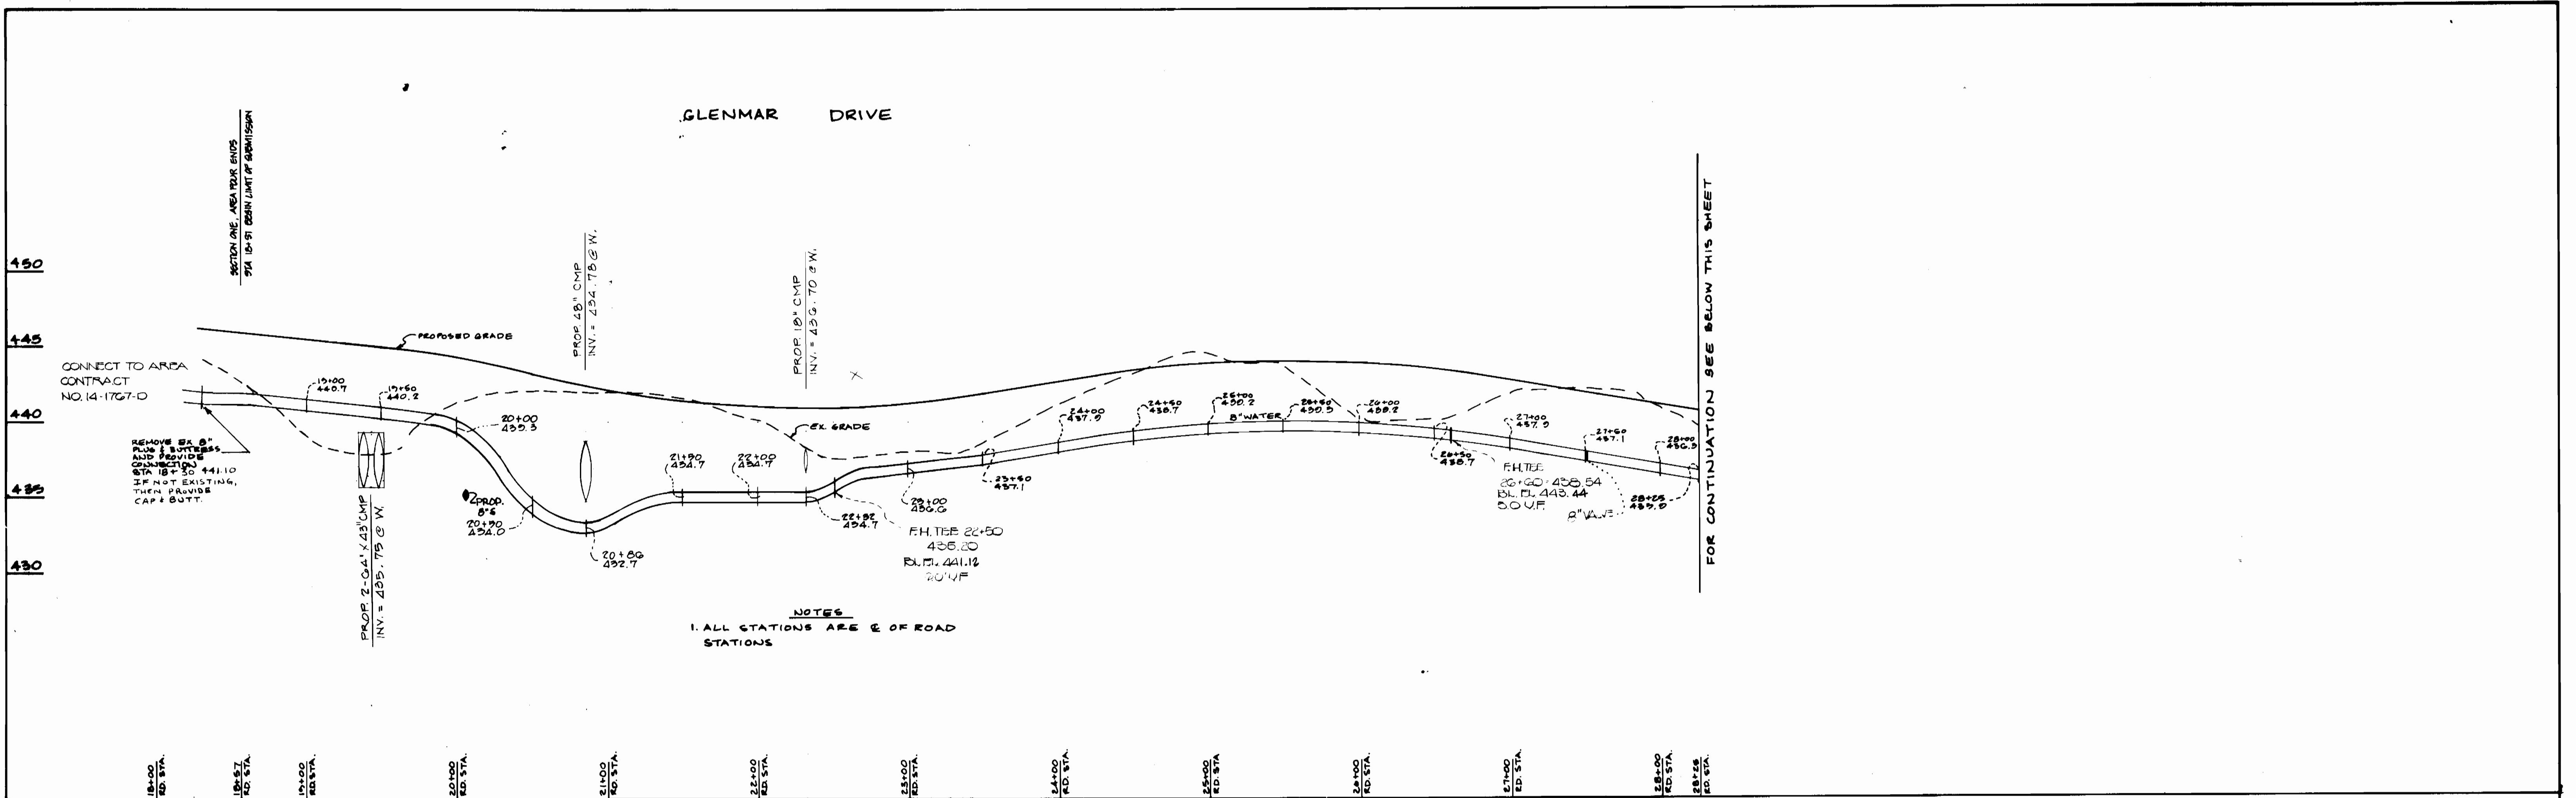 GLENMAR DRIVE
SECTION ONE, AREA FOUR ENDS
STA 18+57 BEGIN LIMIT OF SUBMISSION
450
445
440
435
430
PROPOSED GRADE
CONNECT TO AREA
CONTRACT
NO. 14-1767-D
REMOVE EX 8"
PLUG & BUTTRESS
AND PROVIDE
CONNECTION
STA 18+30 441.10
IF NOT EXISTING,
THEN PROVIDE
CAP & BUTT.
19+00
440.7
19+50
440.2
PROP. 2-64" X 43" CMP
INV. = 435.75 @ W.
20+00
439.3
PROP.
8"S
20+50
434.0
PROP. 48" CMP
INV. = 434.78 @ W.
20+86
432.7
21+50
434.7
22+00
434.7
PROP. 18" CMP
INV. = 436.70 @ W.
EX. GRADE
22+32
434.7
F.H. TEE 22+50
435.20
BL. EL. 441.12
2.0' V.F.
23+00
436.6
23+50
437.1
24+00
437.9
24+50
438.7
25+00
439.2
8" WATER
25+50
439.3
26+00
439.2
26+50
438.7
F.H. TEE
26+60 = 438.54
BL. EL. 443.44
5.0 V.F.
27+00
437.9
27+50
437.1
8" VALVE
28+00
436.3
28+25
435.9
FOR CONTINUATION SEE BELOW THIS SHEET
NOTES
1. ALL STATIONS ARE ℄ OF ROAD
STATIONS
18+00
RD. STA.
18+57
RD. STA.
19+00
RD. STA.
20+00
RD. STA.
21+00
RD. STA.
22+00
RD. STA.
23+00
RD. STA.
24+00
RD. STA.
25+00
RD. STA
26+00
RD. STA.
27+00
RD. STA.
28+00
RD. STA.
28+25
RD. STA.